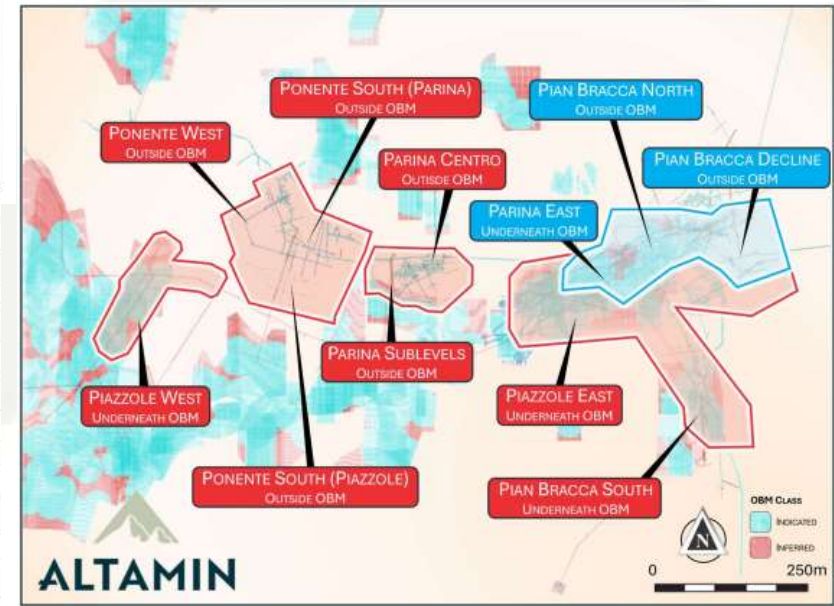 PONENTE SOUTH (PARINA)
OUTSIDE OBM
PIAN BRACCA NORTH
OUTSIDE OBM
PONENTE WEST
OUTSIDE OBM
PARINA CENTRO
OUTISDE OBM
PIAN BRACCA DECLINE
OUTSIDE OBM
PARINA EAST
UNDERNEATH OBM
PARINA SUBLEVELS
OUTSIDE OBM
PIAZZOLE WEST
UNDERNEATH OBM
PIAZZOLE EAST
UNDERNEATH OBM
PONENTE SOUTH (PIAZZOLE)
OUTSIDE OBM
PIAN BRACCA SOUTH
UNDERNEATH OBM
OBM CLASS
INDICATED
INFERRED
N
0 250m
ALTAMIN